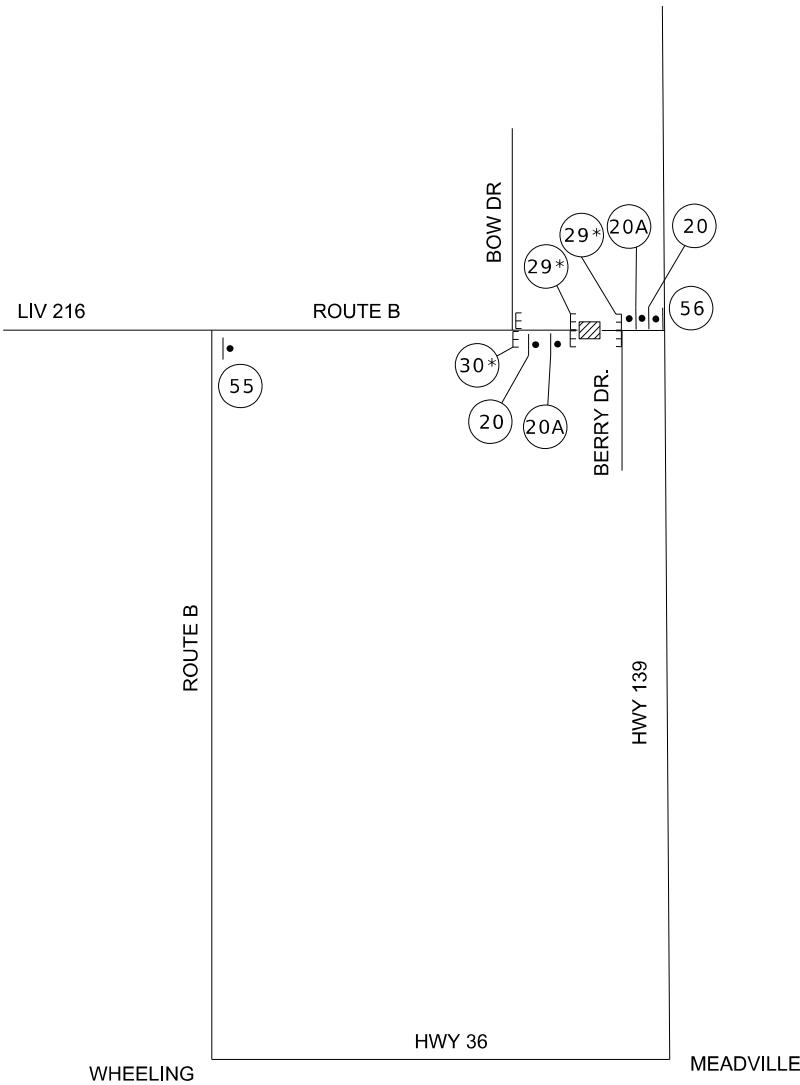 BOW DR
29*
29*
20A
20
LIV 216
ROUTE B
56
30*
55
20
20A
BERRY DR.
ROUTE B
HWY 139
HWY 36
WHEELING
MEADVILLE